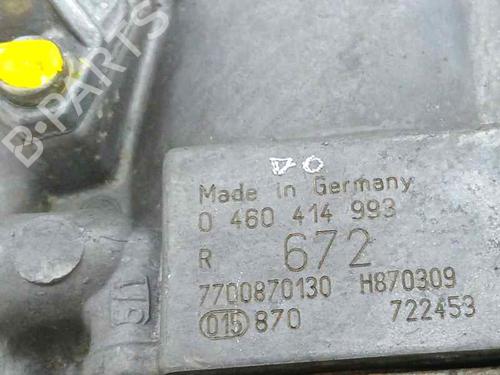 B-PARTS
Made in Germany
0 460 414 993
R 672
7700870130 H870309
015 870 722453